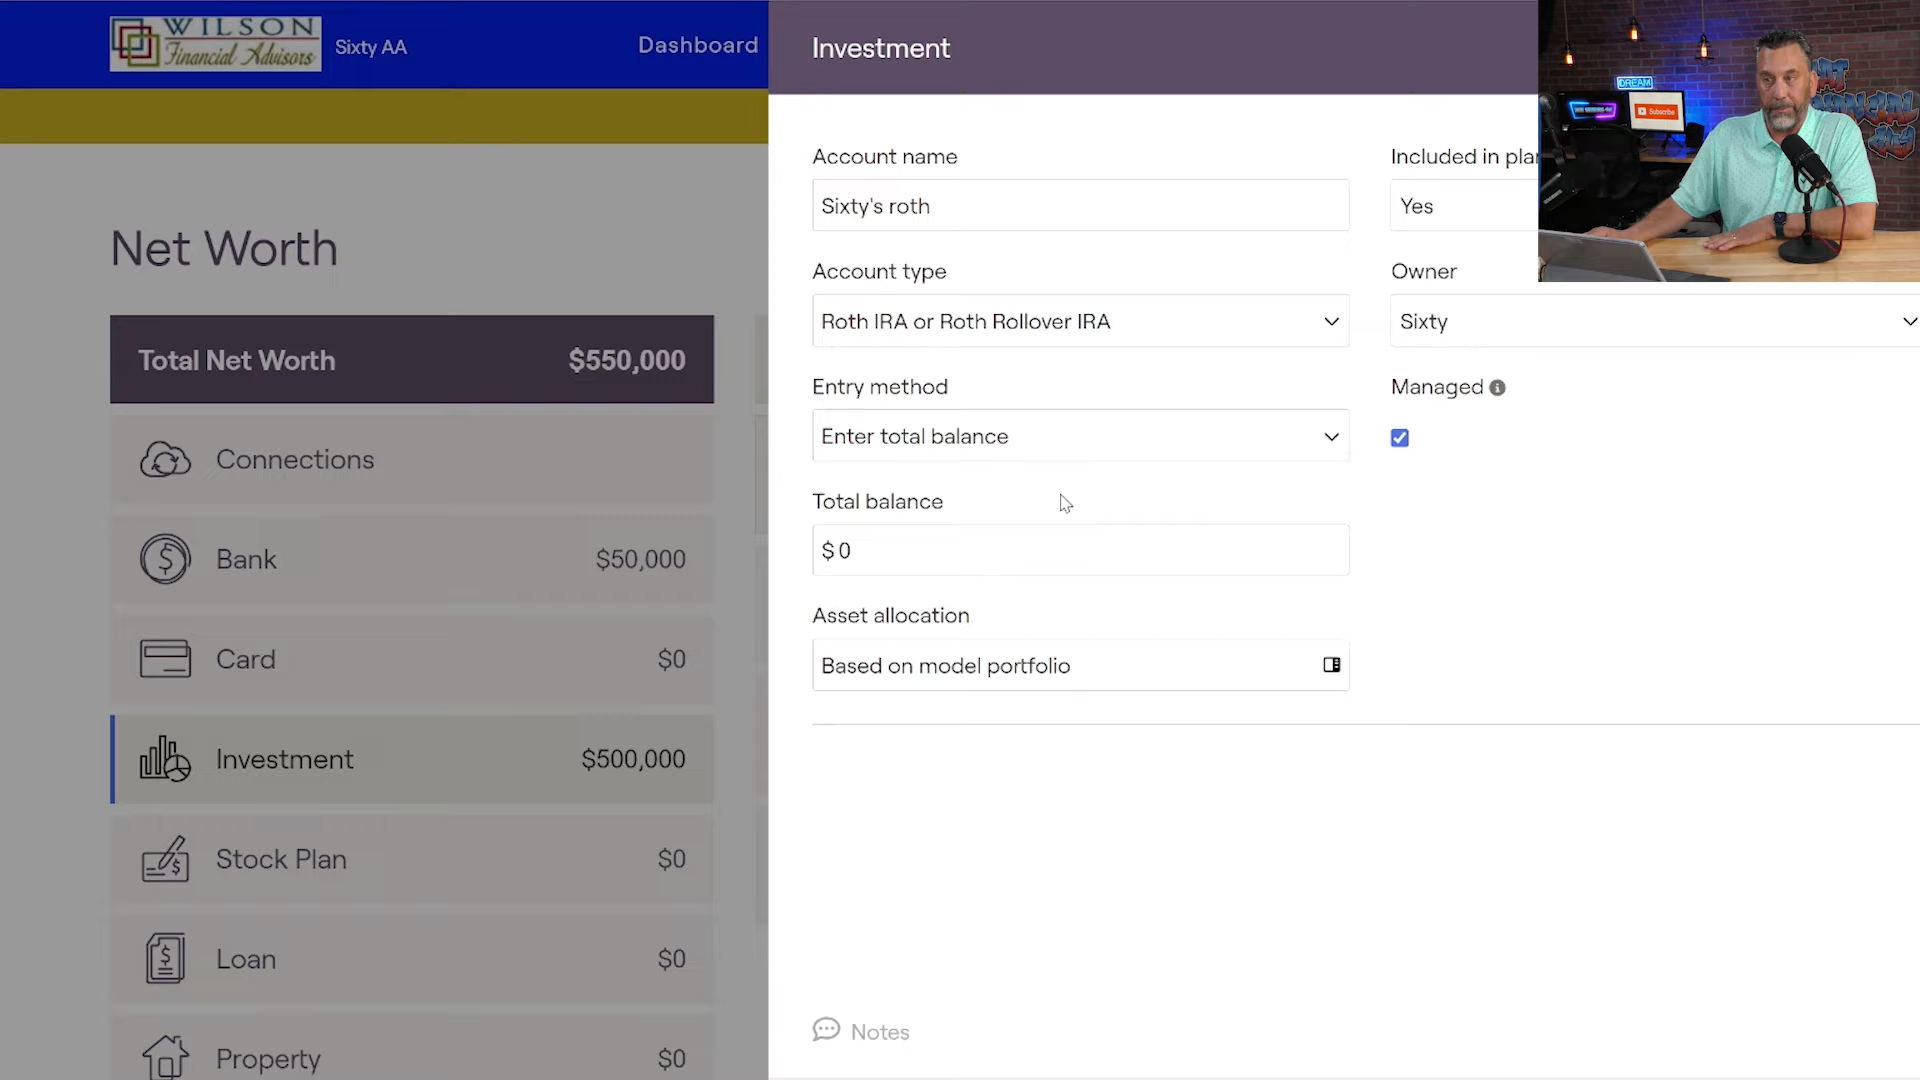 WILSON
Financial Advisors
Sixty AA
Dashboard
Investment
DREAM
Subscribe
Account name
Sixty's roth
Included in plan
Yes
Account type
Roth IRA or Roth Rollover IRA
Owner
Sixty
Entry method
Enter total balance
Managed
Total balance
$ 0
Asset allocation
Based on model portfolio
Notes
Net Worth
Total Net Worth $550,000
Connections
Bank $50,000
Card $0
Investment $500,000
Stock Plan $0
Loan $0
Property $0